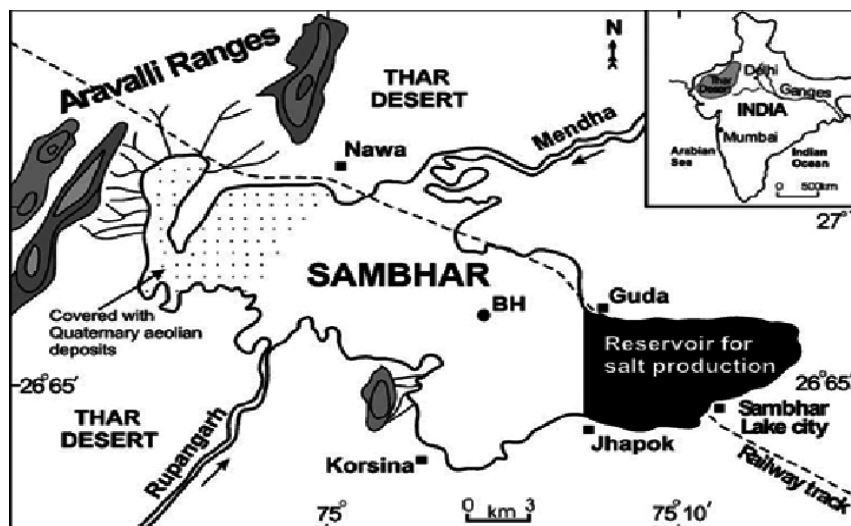 Aravalli Ranges
THAR
DESERT
N
Mendha
Nawa
Delhi
Thar
Desert
Ganges
INDIA
Mumbai
Arabian
Sea
Indian
Ocean
0 500km
27°
SAMBHAR
BH
Guda
Covered with
Quaternary aeolian
deposits
Reservoir for
salt production
26°65'
26°65'
THAR
DESERT
Rupangarh
Korsina
Jhapok
Sambhar
Lake city
Railway track
75°
0 km 3
75°10'